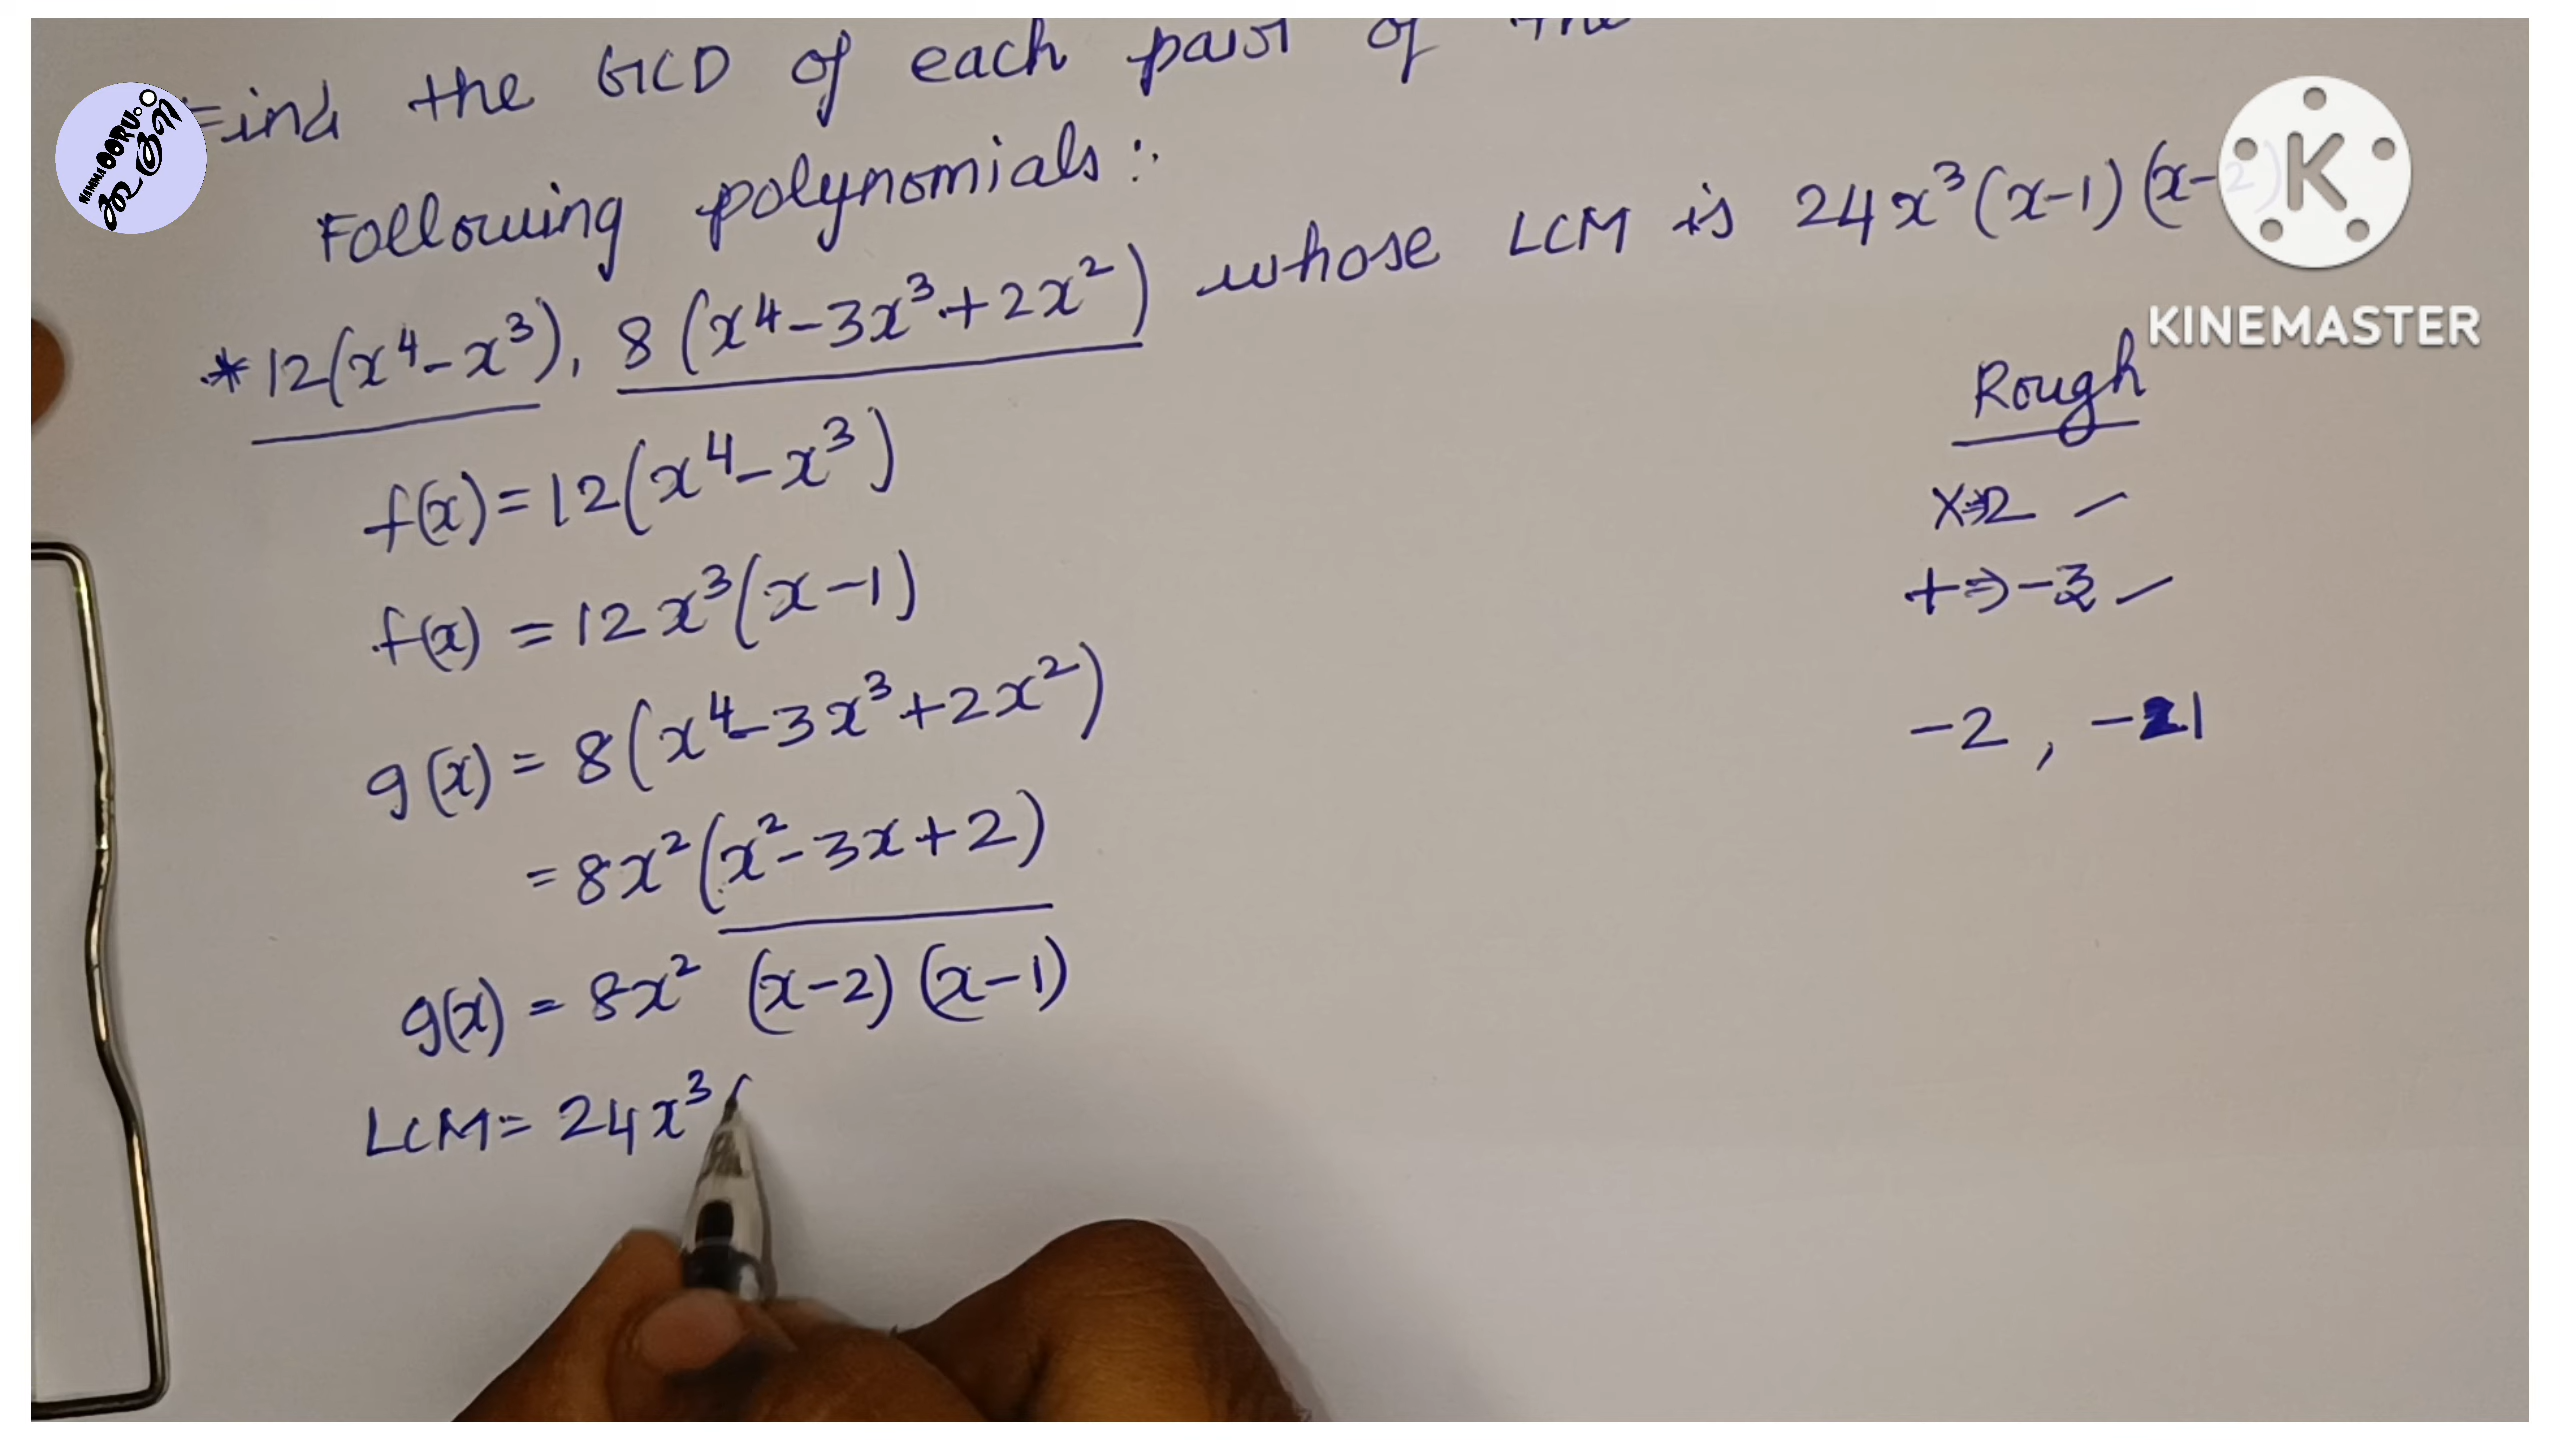 Find the GCD of each pair of the
Following polynomials:
* 12(x⁴-x³), 8(x⁴-3x³+2x²) whose LCM is 24x³(x-1)(x-2)
KINEMASTER
Rough
f(x)=12(x⁴-x³)
x⇒2
f(x)=12x³(x-1)
+⇒-3
g(x)=8(x⁴-3x³+2x²)
-2, -1
=8x²(x²-3x+2)
g(x)=8x² (x-2)(x-1)
LCM=24x³(